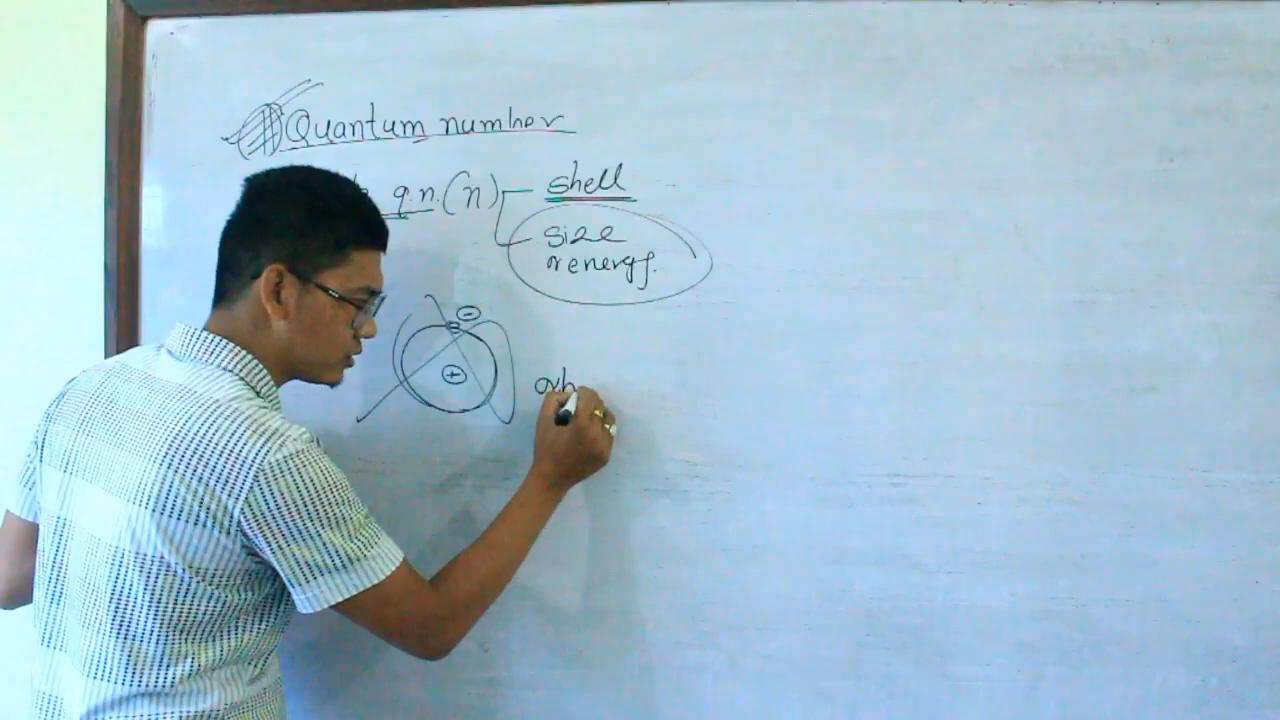 Quantum number
q.n. (n) shell
size
or energy.
⊖
⊕